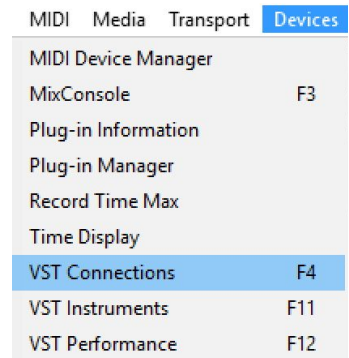 MIDI Media Transport Devices
MIDI Device Manager
MixConsole F3
Plug-in Information
Plug-in Manager
Record Time Max
Time Display
VST Connections F4
VST Instruments F11
VST Performance F12